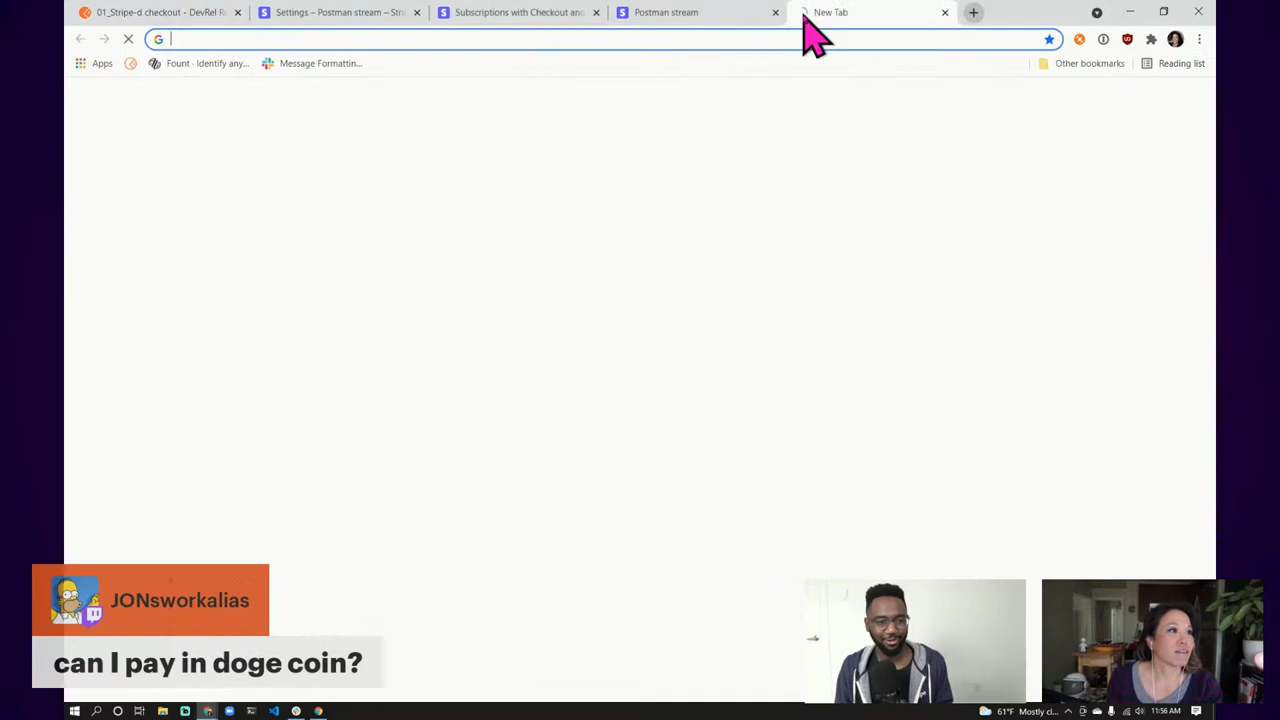 01_Stripe-d checkout - DevRel R
Settings – Postman stream – Str
Subscriptions with Checkout an
Postman stream
New Tab
Apps
Fount · Identify any...
Message Formattin...
Other bookmarks
Reading list
JONsworkalias
can I pay in doge coin?
61°F Mostly cl...
11:56 AM